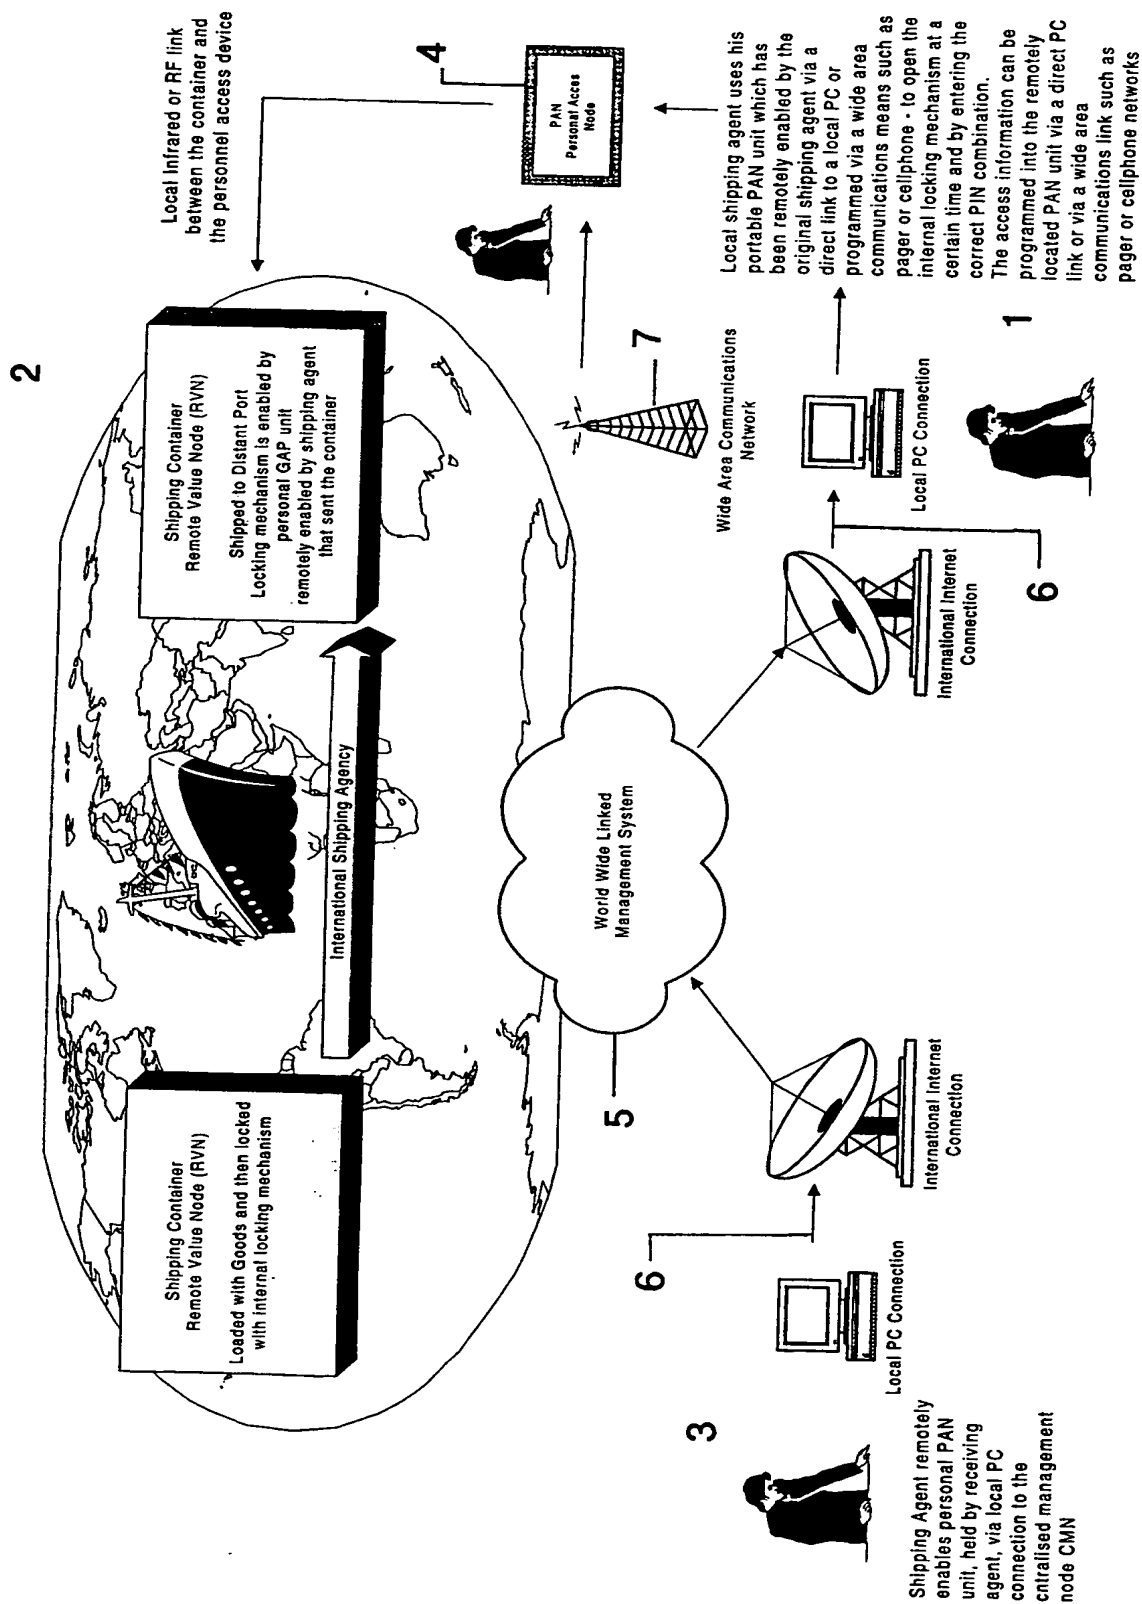 2
Shipping Container
Remote Value Node (RVN)
Loaded with Goods and then locked
with internal locking mechanism
International Shipping Agency
Shipping Container
Remote Value Node (RVN)
Shipped to Distant Port
Locking mechanism is enabled by
personal GAP unit
remotely enabled by shipping agent
that sent the container
Local Infrared or RF link
between the container and
the personnel access device
4
PAN
Personal Acces
Node
7
Wide Area Communications
Network
5
World Wide Linked
Management System
3
Shipping Agent remotely
enables personal PAN
unit, held by receiving
agent, via local PC
connection to the
cntralised management
node CMN
Local PC Connection
6
International Internet
Connection
International Internet
Connection
6
Local PC Connection
1
Local shipping agent uses his
portable PAN unit which has
been remotely enabled by the
original shipping agent via a
direct link to a local PC or
programmed via a wide area
communications means such as
pager or cellphone - to open the
internal locking mechanism at a
certain time and by entering the
correct PIN combination.
The access information can be
programmed into the remotely
located PAN unit via a direct PC
link or via a wide area
communications link such as
pager or cellphone networks